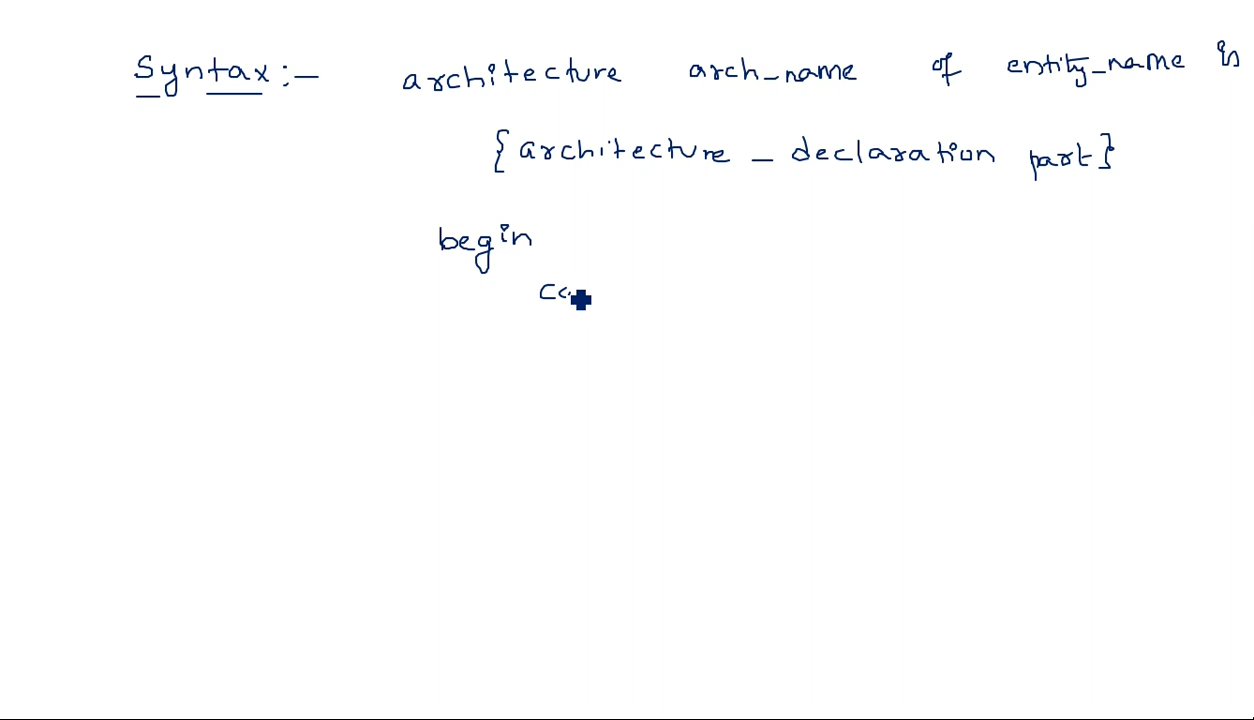 Syntax:- architecture arch_name of entity_name is
{architecture - declaration part}
begin